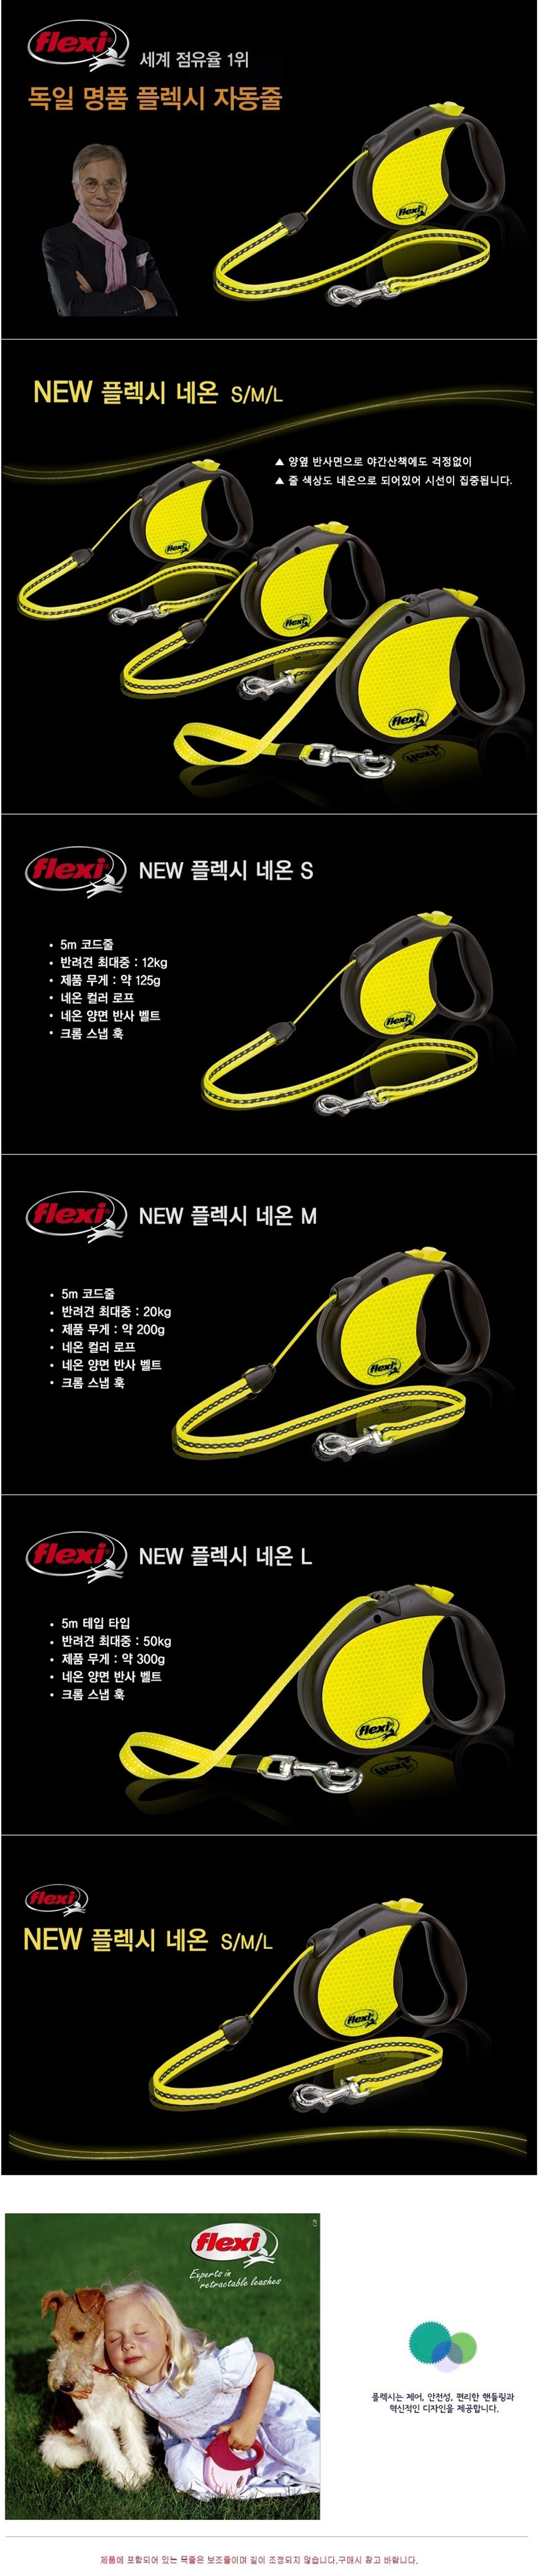 flexi 세계 점유율 1위
독일 명품 플렉시 자동줄
flexi
NEW 플렉시 네온 S/M/L
▲ 양옆 반사면으로 야간산책에도 걱정없이
▲ 줄 색상도 네온으로 되어있어 시선이 집중됩니다.
flexi
flexi
flexi
flexi NEW 플렉시 네온 S
• 5m 코드줄
• 반려견 최대중 : 12kg
• 제품 무게 : 약 125g
• 네온 컬러 로프
• 네온 양면 반사 벨트
• 크롬 스냅 훅
flexi
flexi NEW 플렉시 네온 M
• 5m 코드줄
• 반려견 최대중 : 20kg
• 제품 무게 : 약 200g
• 네온 컬러 로프
• 네온 양면 반사 벨트
• 크롬 스냅 훅
flexi
flexi NEW 플렉시 네온 L
• 5m 테입 타입
• 반려견 최대중 : 50kg
• 제품 무게 : 약 300g
• 네온 양면 반사 벨트
• 크롬 스냅 훅
flexi
flexi
NEW 플렉시 네온 S/M/L
flexi
flexi
Experts in
retractable leashes
플렉시는 제어, 안전성, 편리한 핸들링과
혁신적인 디자인을 제공합니다.
제품에 포함되어 있는 목줄은 보조줄이며 길이 조정되지 않습니다.구매시 참고 바랍니다.